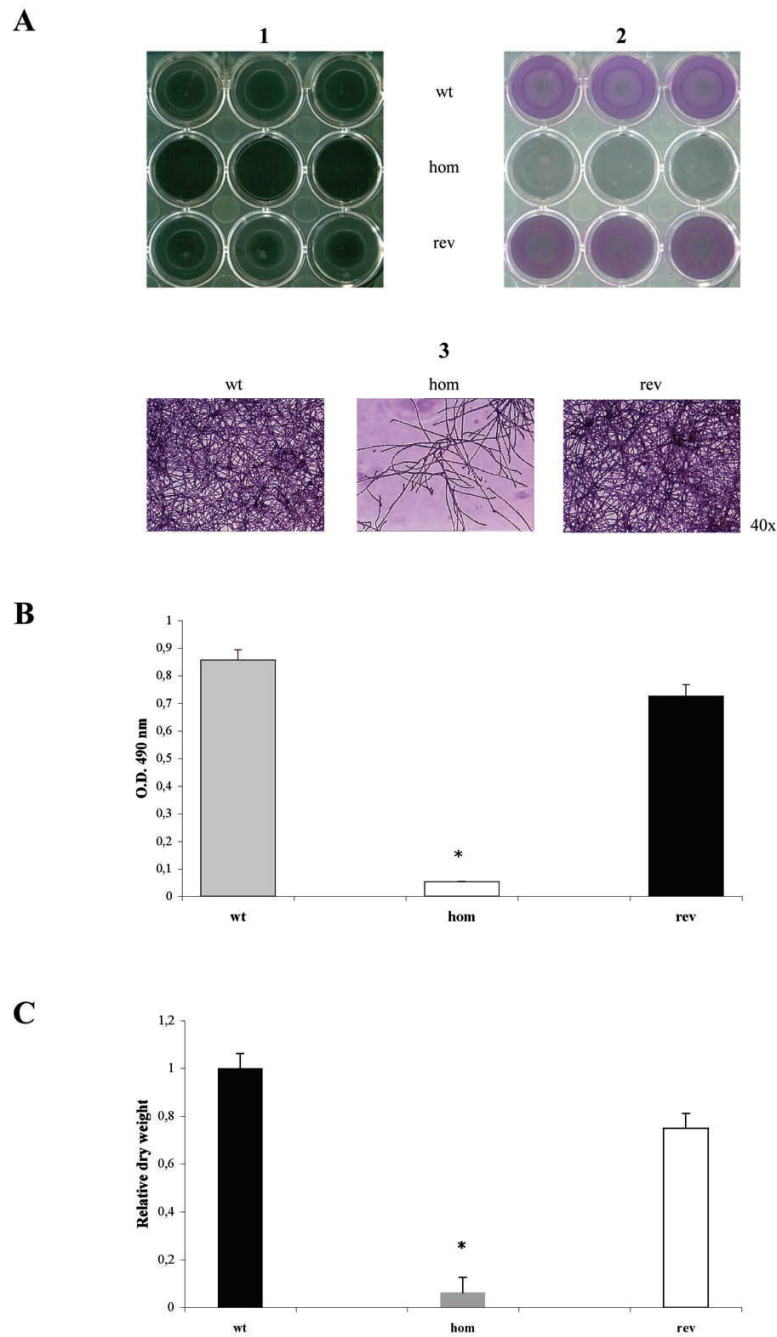 A
1 2
wt
hom
rev
3
wt hom rev
40x
B
1
0,9
0,8
0,7
0,6
0,5
0,4
0,3
0,2
0,1
0
O.D. 490 nm
*
wt hom rev
C
1,2
1
0,8
0,6
0,4
0,2
0
Relative dry weight
*
wt hom rev